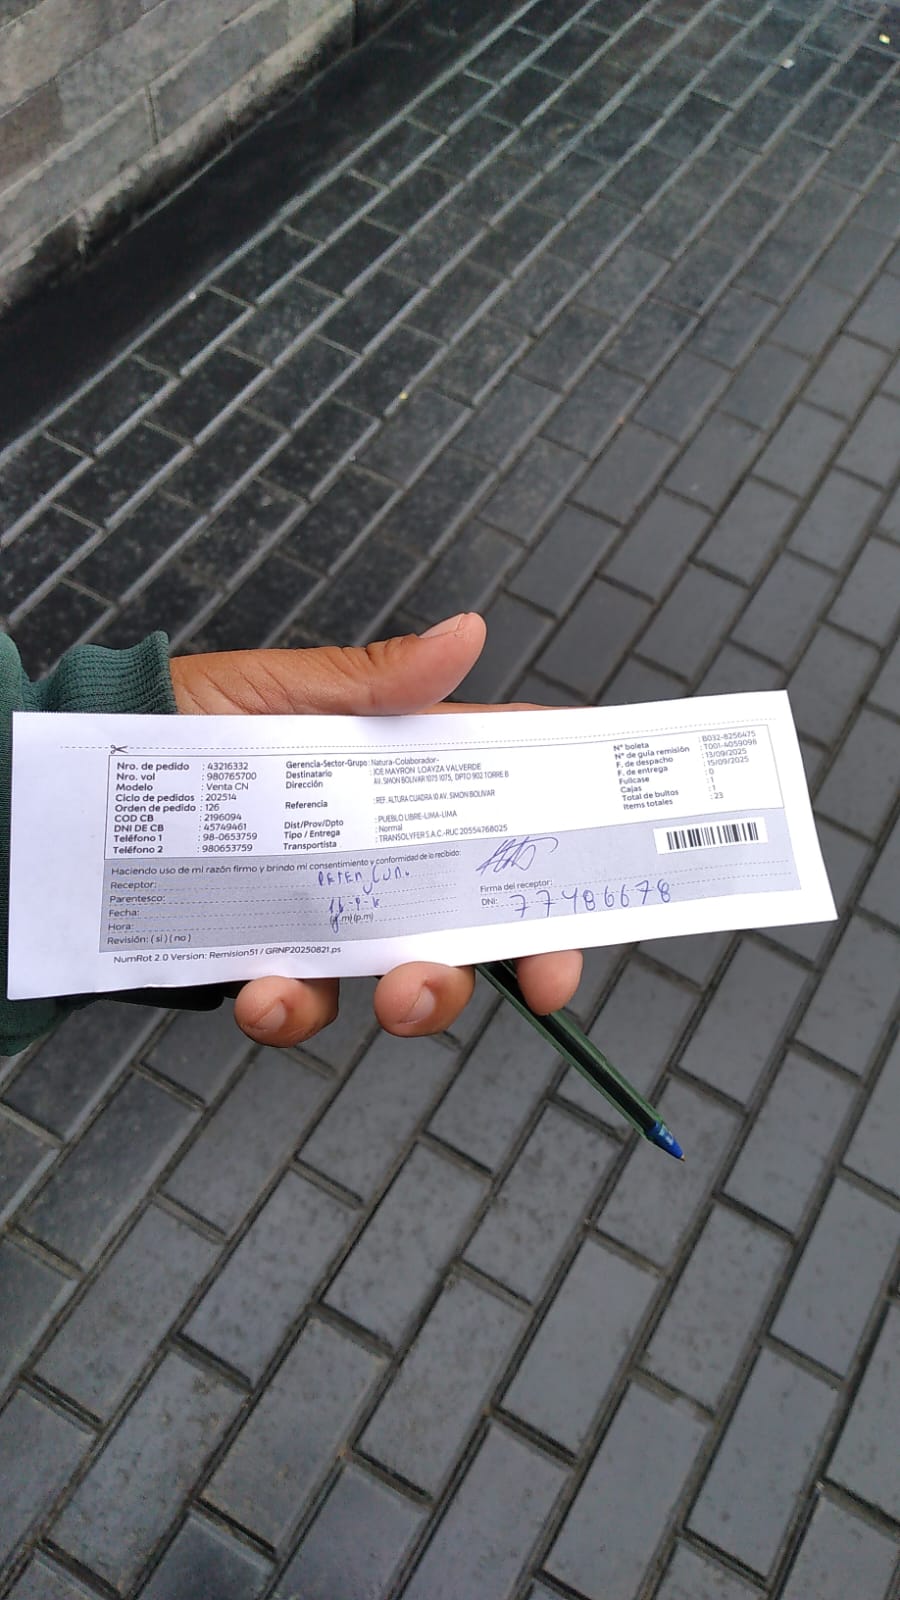 Nro. de pedido : 43216332
Nro. vol : 980765700
Modelo : Venta CN
Ciclo de pedidos : 202514
Orden de pedido : 126
COD CB : 2196094
DNI DE CB : 45749461
Teléfono 1 : 98-0653759
Teléfono 2 : 980653759
Gerencia-Sector-Grupo : Natura-Colaborador-
Destinatario : JOE MAYRON LOAYZA VALVERDE
Dirección : AV. SIMON BOLIVAR 1073 1075, DPTO 902 TORRE B
Referencia : REF. ALTURA CUADRA 10 AV. SIMON BOLIVAR
Dist/Prov/Dpto : PUEBLO LIBRE-LIMA-LIMA
Tipo / Entrega : Normal
Transportista : TRANSOLYFER S.A.C.-RUC 20554768025
N° boleta : B032-8256475
N° de guía remisión : T001-4059098
F. de despacho : 13/09/2025
F. de entrega : 15/09/2025
Fullcase : 0
Cajas : 1
Total de bultos : 1
Items totales : 23
Haciendo uso de mi razón firmo y brindo mi consentimiento y conformidad de lo recibido:
Receptor: PETER
Parentesco:
Fecha:
Hora: (a.m) (p.m)
Revisión: ( si ) ( no )
Firma del receptor:
DNI: 77486678
NumRot 2.0 Version: Remision51 / GRNP20250821.ps